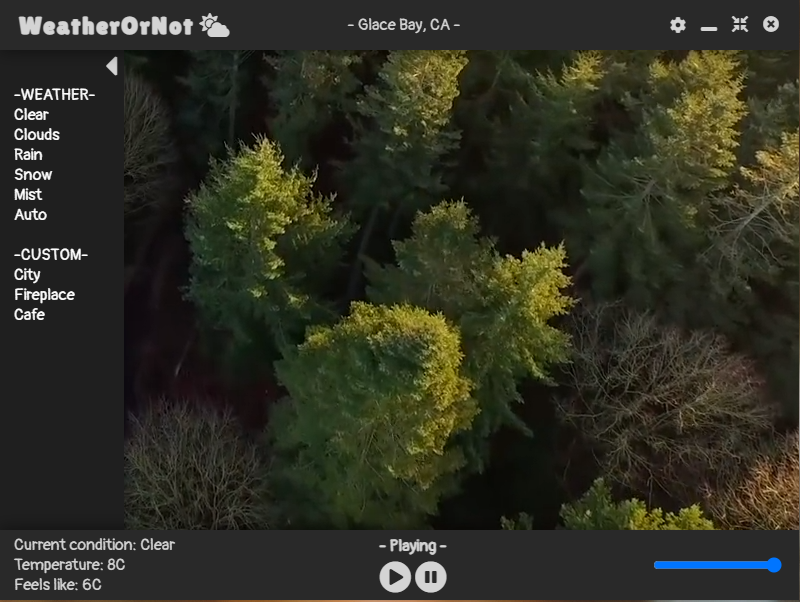 WeatherOrNot
- Glace Bay, CA -
-WEATHER-
Clear
Clouds
Rain
Snow
Mist
Auto
-CUSTOM-
City
Fireplace
Cafe
Current condition: Clear
Temperature: 8C
Feels like: 6C
- Playing -